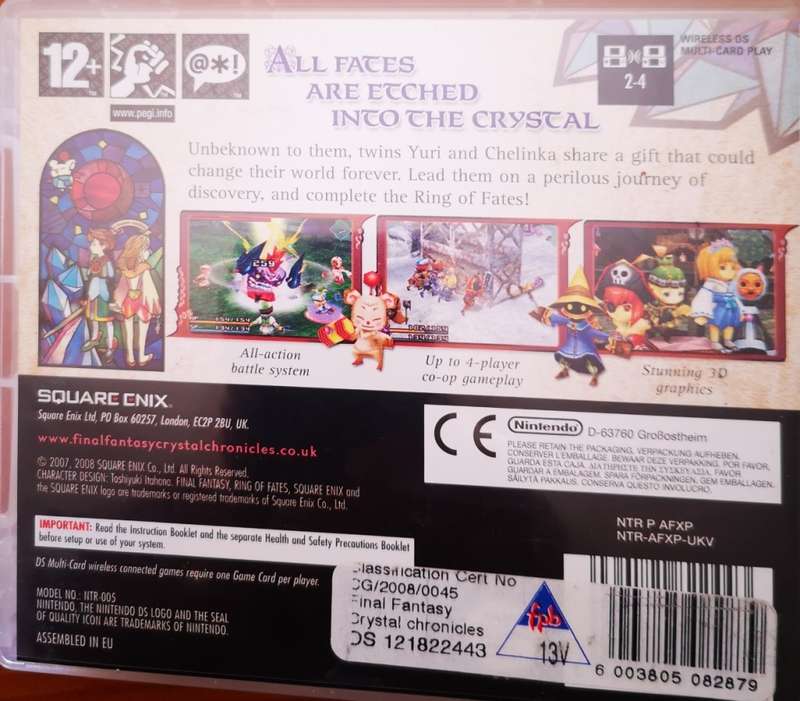 12+
@*!
www.pegi.info
ALL FATES
ARE ETCHED
INTO THE CRYSTAL
WIRELESS DS
MULTI-CARD PLAY
2-4
Unbeknown to them, twins Yuri and Chelinka share a gift that could
change their world forever. Lead them on a perilous journey of
discovery, and complete the Ring of Fates!
259
All-action
battle system
Up to 4-player
co-op gameplay
Stunning 3D
graphics
SQUARE ENIX
Square Enix Ltd, PO Box 60257, London, EC2P 2BU, UK.
www.finalfantasycrystalchronicles.co.uk
© 2007, 2008 SQUARE ENIX Co., Ltd. All Rights Reserved.
CHARACTER DESIGN: Toshiyuki Itahana. FINAL FANTASY, RING OF FATES, SQUARE ENIX and
the SQUARE ENIX logo are trademarks or registered trademarks of Square Enix Co., Ltd.
CE Nintendo D-63760 Großostheim
PLEASE RETAIN THE PACKAGING. VERPACKUNG AUFHEBEN.
CONSERVER L'EMBALLAGE. BEWAAR DEZE VERPAKKING. POR FAVOR,
GUARDA ESTA CAJA. ΔΙΑΤΗΡΕΙΣΤΕ ΤΗΝ ΣΥΣΚΕΥΑΣΙΑ. POR FAVOR,
GUARDAR A EMBALAGEM. SPARA FÖRPACKNINGEN. GEM EMBALLAGEN.
SÄILYTÄ PAKKAUS. CONSERVA QUESTO INVOLUCRO.
IMPORTANT: Read the Instruction Booklet and the separate Health and Safety Precautions Booklet
before setup or use of your system.
NTR P AFXP
NTR-AFXP-UKV
DS Multi-Card wireless connected games require one Game Card per player.
MODEL NO.: NTR-005
NINTENDO, THE NINTENDO DS LOGO AND THE SEAL
OF QUALITY ICON ARE TRADEMARKS OF NINTENDO.
ASSEMBLED IN EU
Classification Cert No
CG/2008/0045
Final Fantasy
Crystal chronicles
DS 121822443
fpb
13V
6 003805 082879